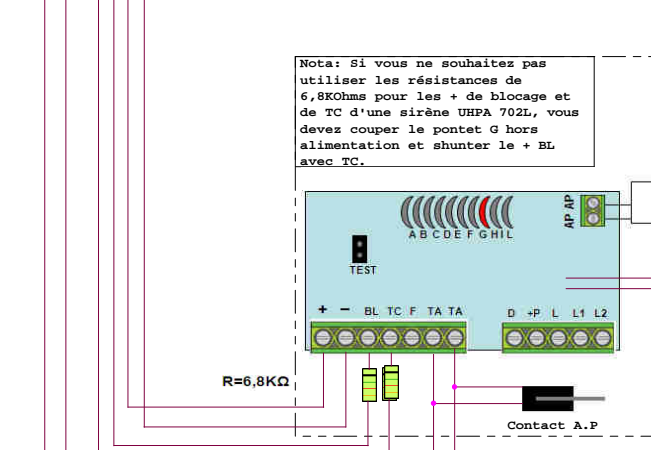 Nota: Si vous ne souhaitez pas
utiliser les résistances de
6,8KOhms pour les + de blocage et
de TC d'une sirène UHPA 702L, vous
devez couper le pontet G hors
alimentation et shunter le + BL
avec TC.
AP AP
A B C D E F G H I L
TEST
+ − BL TC F TA TA
D +P L L1 L2
R=6,8KΩ
Contact A.P